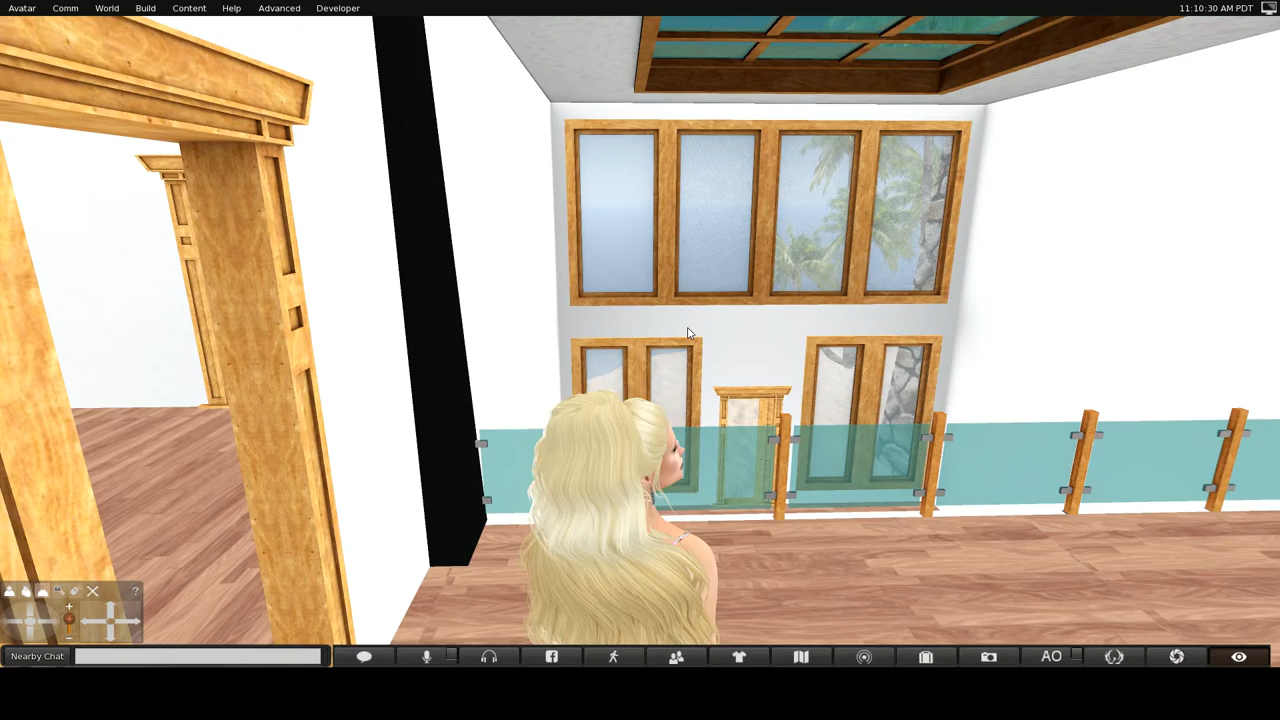 Avatar Comm World Build Content Help Advanced Developer 11:10:30 AM PDT
?
Nearby Chat AO